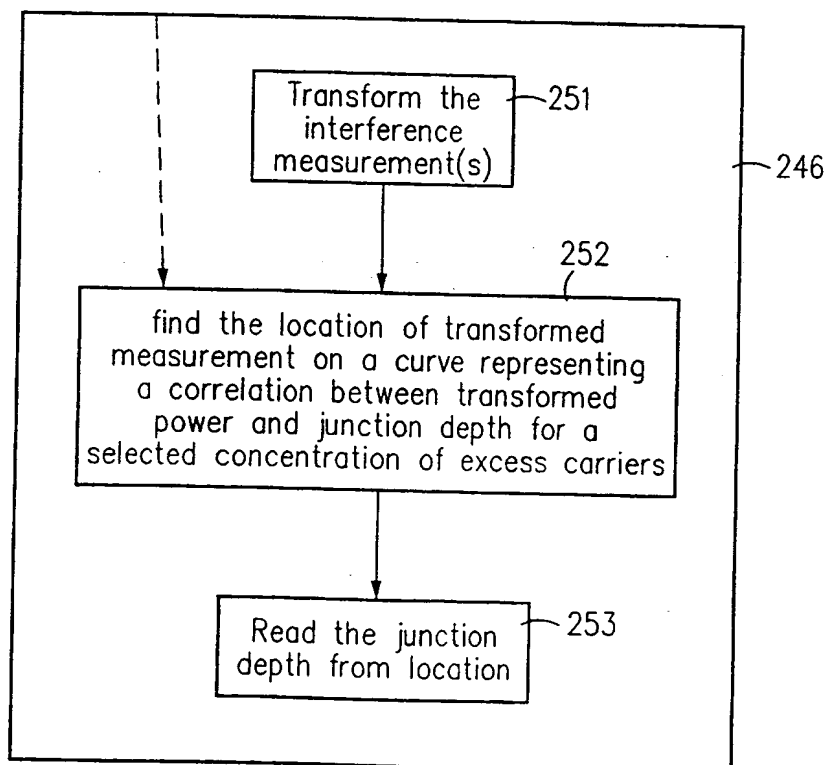 Transform the
interference
measurement(s)
251
246
252
find the location of transformed
measurement on a curve representing
a correlation between transformed
power and junction depth for a
selected concentration of excess carriers
Read the junction
depth from location
253